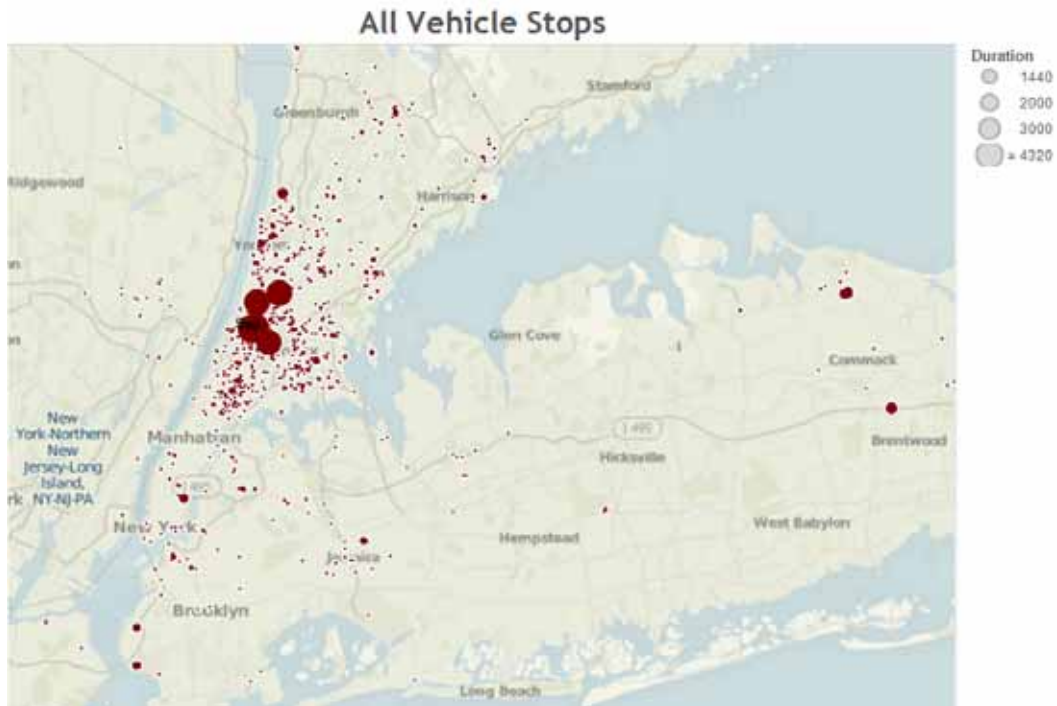 All Vehicle Stops
Duration
1440
2000
3000
≥ 4320
Stamford
Greenburgh
Ridgewood
Harrison
Glen Cove
Commack
New
York-Northern
New
Jersey-Long
Island,
NY-NJ-PA
Manhattan
I 495
Brentwood
Hicksville
New York
Hempstead
West Babylon
Jamaica
Brooklyn
Long Beach